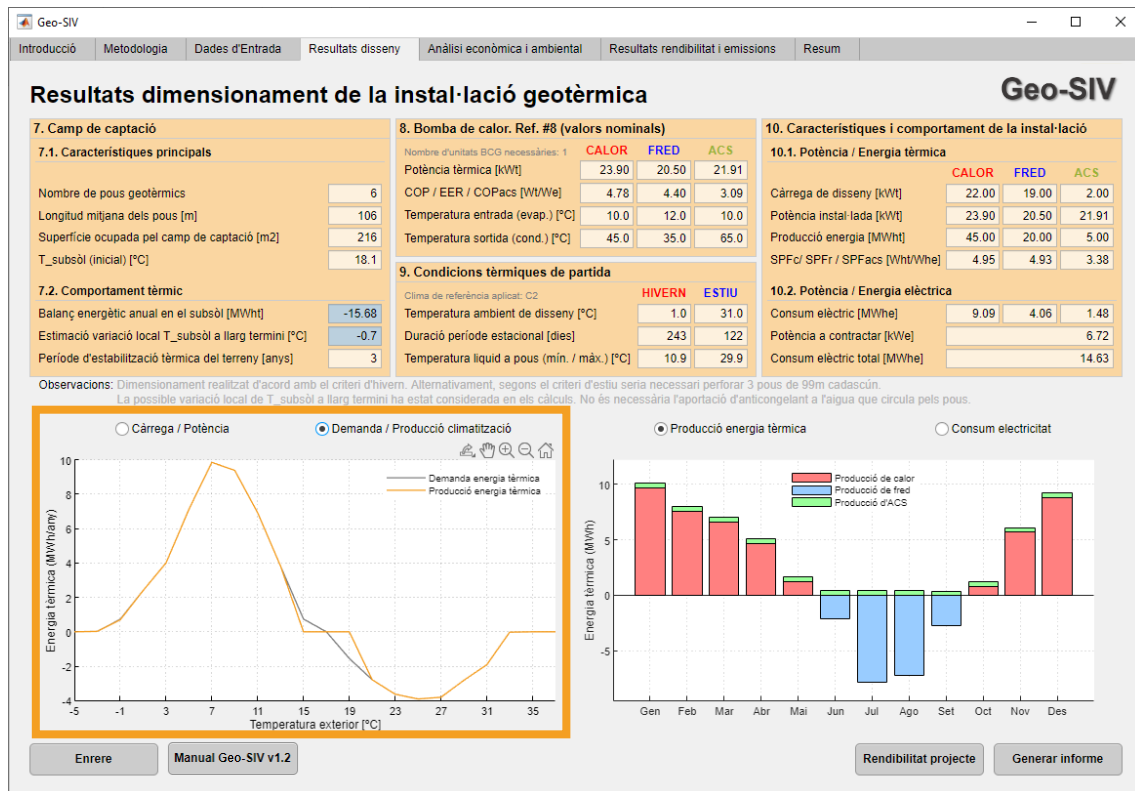 Geo-SIV
Introducció Metodologia Dades d'Entrada Resultats disseny Anàlisi econòmica i ambiental Resultats rendibilitat i emissions Resum
Resultats dimensionament de la instal·lació geotèrmica
Geo-SIV
7. Camp de captació
7.1. Característiques principals
Nombre de pous geotèrmics 6
Longitud mitjana dels pous [m] 106
Superfície ocupada pel camp de captació [m2] 216
T_subsòl (inicial) [ºC] 18.1
7.2. Comportament tèrmic
Balanç energètic anual en el subsòl [MWht] -15.68
Estimació variació local T_subsòl a llarg termini [ºC] -0.7
Període d'estabilització tèrmica del terreny [anys] 3
8. Bomba de calor. Ref. #8 (valors nominals)
Nombre d'unitats BCG necessàries: 1 CALOR FRED ACS
Potència tèrmica [kWt] 23.90 20.50 21.91
COP / EER / COPacs [Wt/We] 4.78 4.40 3.09
Temperatura entrada (evap.) [ºC] 10.0 12.0 10.0
Temperatura sortida (cond.) [ºC] 45.0 35.0 65.0
9. Condicions tèrmiques de partida
Clima de referència aplicat: C2 HIVERN ESTIU
Temperatura ambient de disseny [ºC] 1.0 31.0
Duració període estacional [dies] 243 122
Temperatura liquid a pous (mín. / màx.) [ºC] 10.9 29.9
10. Característiques i comportament de la instal·lació
10.1. Potència / Energia tèrmica
CALOR FRED ACS
Càrrega de disseny [kWt] 22.00 19.00 2.00
Potència instal·lada [kWt] 23.90 20.50 21.91
Producció energia [MWht] 45.00 20.00 5.00
SPFc/ SPFr / SPFacs [Wht/Whe] 4.95 4.93 3.38
10.2. Potència / Energia elèctrica
Consum elèctric [MWhe] 9.09 4.06 1.48
Potència a contractar [kWe] 6.72
Consum elèctric total [MWhe] 14.63
Observacions: Dimensionament realitzat d'acord amb el criteri d'hivern. Alternativament, segons el criteri d'estiu seria necessari perforar 3 pous de 99m cadascún.
La possible variació local de T_subsòl a llarg termini ha estat considerada en els càlculs. No és necessària l'aportació d'anticongelant a l'aigua que circula pels pous.
Càrrega / Potència Demanda / Producció climatització
Demanda energia tèrmica
Producció energia tèrmica
Energia tèrmica (MWh/any)
10
8
6
4
2
0
-2
-4
-5 -1 3 7 11 15 19 23 27 31 35
Temperatura exterior [ºC]
Producció energia tèrmica Consum electricitat
Producció de calor
Producció de fred
Producció d'ACS
Energia tèrmica (MWh)
10
5
0
-5
Gen Feb Mar Abr Mai Jun Jul Ago Set Oct Nov Des
Enrere Manual Geo-SIV v1.2 Rendibilitat projecte Generar informe